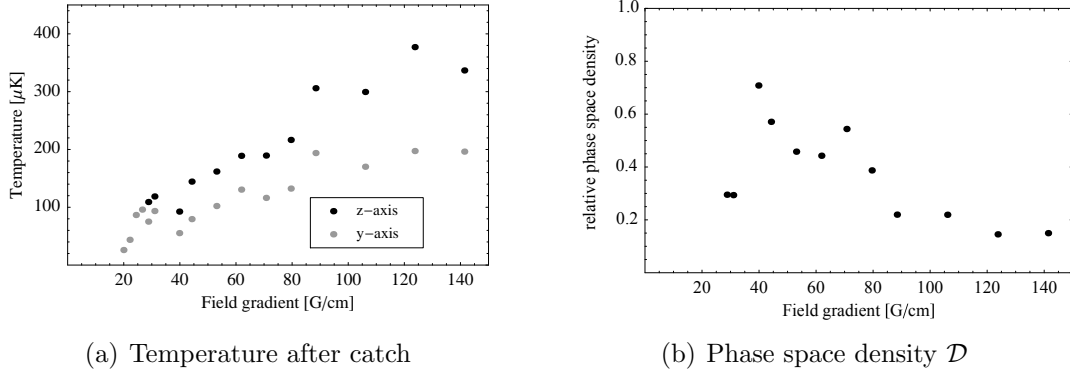 400
300
200
100
Temperature [μK]
z-axis
y-axis
20 40 60 80 100 120 140
Field gradient [G/cm]
(a) Temperature after catch
1.0
0.8
0.6
0.4
0.2
relative phase space density
20 40 60 80 100 120 140
Field gradient [G/cm]
(b) Phase space density 𝒟